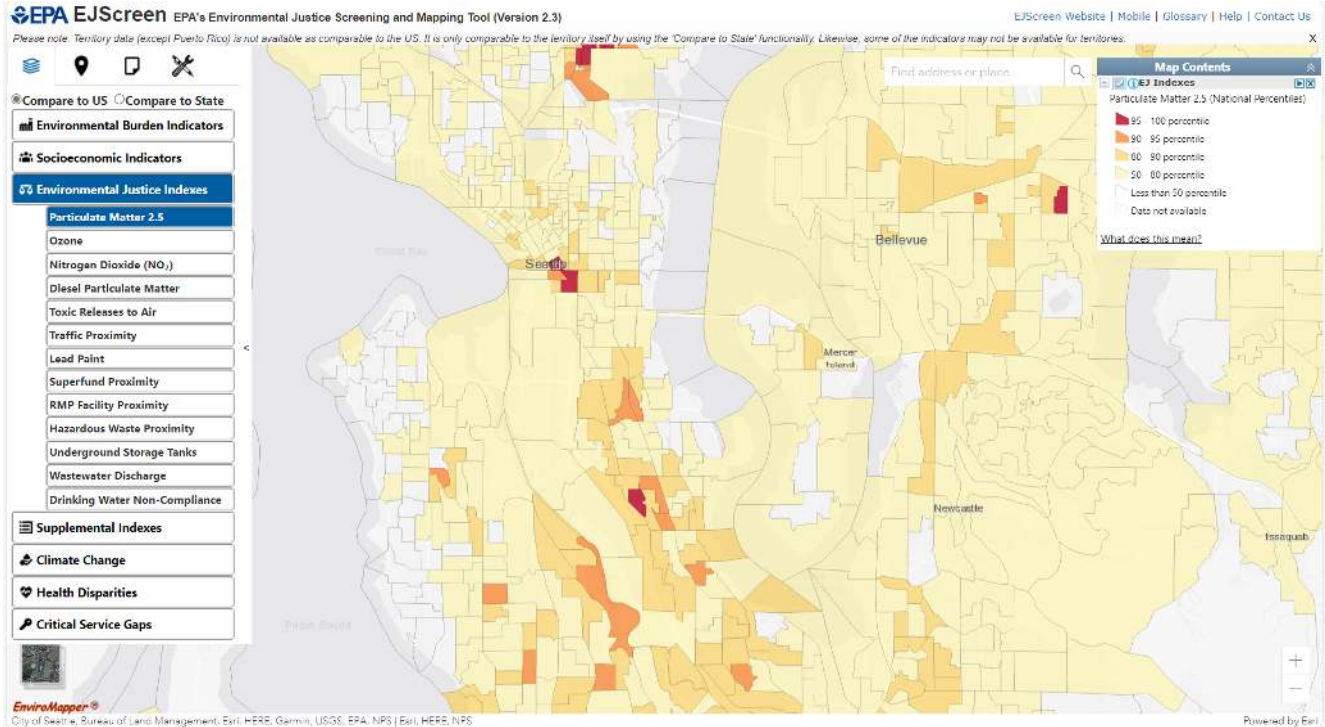 EPA EJScreen EPA's Environmental Justice Screening and Mapping Tool (Version 2.3)
EJScreen Website | Mobile | Glossary | Help | Contact Us
Please note: Territory data (except Puerto Rico) is not available as comparable to the US. It is only comparable to the territory itself by using the 'Compare to State' functionality. Likewise, some of the indicators may not be available for territories.
X
Compare to US Compare to State
Environmental Burden Indicators
Socioeconomic Indicators
Environmental Justice Indexes
Particulate Matter 2.5
Ozone
Nitrogen Dioxide (NO₂)
Diesel Particulate Matter
Toxic Releases to Air
Traffic Proximity
Lead Paint
Superfund Proximity
RMP Facility Proximity
Hazardous Waste Proximity
Underground Storage Tanks
Wastewater Discharge
Drinking Water Non-Compliance
Supplemental Indexes
Climate Change
Health Disparities
Critical Service Gaps
<
Find address or place
Map Contents
EJ Indexes
Particulate Matter 2.5 (National Percentiles)
95 - 100 percentile
90 - 95 percentile
80 - 90 percentile
50 - 80 percentile
Less than 50 percentile
Data not available
What does this mean?
Bellevue
Elliott Bay
Seattle
Mercer
Island
Newcastle
Issaquah
Puget Sound
+
−
EnviroMapper ®
City of Seattle, Bureau of Land Management, Esri, HERE, Garmin, USGS, EPA, NPS | Esri, HERE, NPS
Powered by Esri